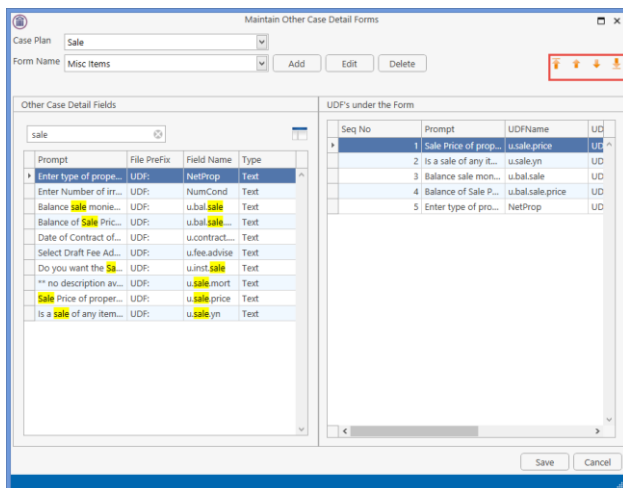 Maintain Other Case Detail Forms
Case Plan Sale
Form Name Misc Items Add Edit Delete
Other Case Detail Fields
sale
Prompt File PreFix Field Name Type
Enter type of prope... UDF: NetProp Text
Enter Number of irr... UDF: NumCond Text
Balance sale monie... UDF: u.bal.sale Text
Balance of Sale Pric... UDF: u.bal.sale.... Text
Date of Contract of... UDF: u.contract.... Text
Select Draft Fee Ad... UDF: u.fee.advise Text
Do you want the Sa... UDF: u.inst.sale Text
** no description av... UDF: u.sale.mort Text
Sale Price of proper... UDF: u.sale.price Text
Is a sale of any item... UDF: u.sale.yn Text
UDF's under the Form
Seq No Prompt UDFName UD
1 Sale Price of prop... u.sale.price UD
2 Is a sale of any it... u.sale.yn UD
3 Balance sale mon... u.bal.sale UD
4 Balance of Sale P... u.bal.sale.price UD
5 Enter type of pro... NetProp UD
Save Cancel